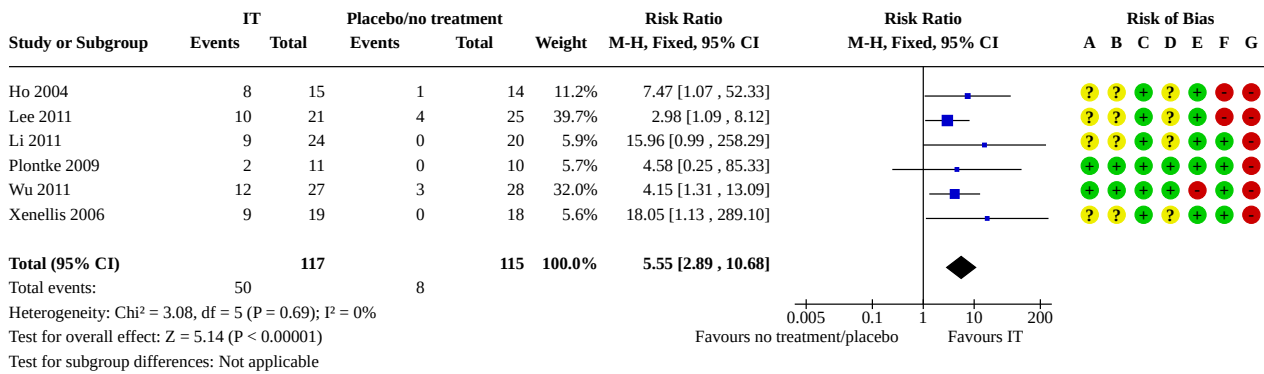 IT Placebo/no treatment Risk Ratio Risk Ratio Risk of Bias
Study or Subgroup Events Total Events Total Weight M-H, Fixed, 95% CI M-H, Fixed, 95% CI A B C D E F G
Ho 2004 8 15 1 14 11.2% 7.47 [1.07 , 52.33] ? ? + ? + - -
Lee 2011 10 21 4 25 39.7% 2.98 [1.09 , 8.12] ? ? + ? + - -
Li 2011 9 24 0 20 5.9% 15.96 [0.99 , 258.29] ? ? + ? + + -
Plontke 2009 2 11 0 10 5.7% 4.58 [0.25 , 85.33] + + + + + + -
Wu 2011 12 27 3 28 32.0% 4.15 [1.31 , 13.09] + + + + - + -
Xenellis 2006 9 19 0 18 5.6% 18.05 [1.13 , 289.10] ? ? + ? + + -
Total (95% CI) 117 115 100.0% 5.55 [2.89 , 10.68]
Total events: 50 8
Heterogeneity: Chi² = 3.08, df = 5 (P = 0.69); I² = 0%
0.005 0.1 1 10 200
Test for overall effect: Z = 5.14 (P < 0.00001)
Favours no treatment/placebo Favours IT
Test for subgroup differences: Not applicable